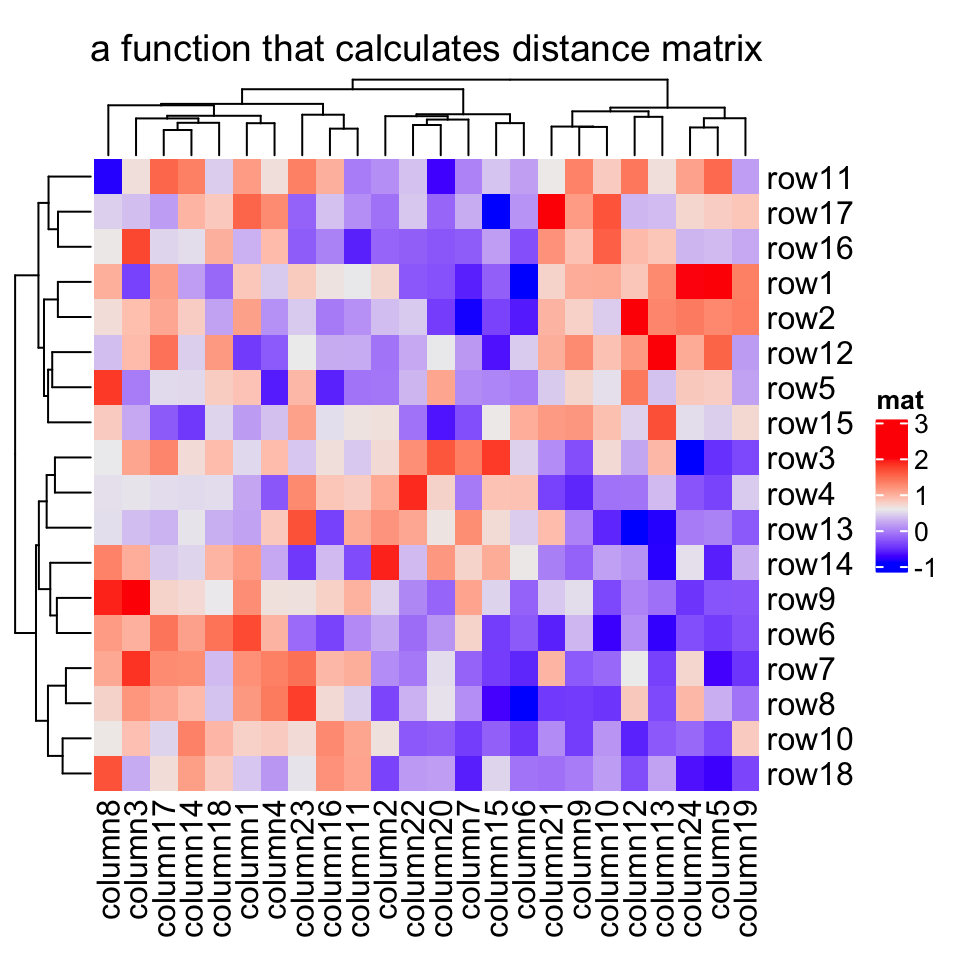 a function that calculates distance matrix
row11
row17
row16
row1
row2
row12
row5
row15
row3
row4
row13
row14
row9
row6
row7
row8
row10
row18
mat
3
2
1
0
-1
column8
column3
column17
column14
column18
column1
column4
column23
column16
column11
column2
column22
column20
column7
column15
column6
column21
column9
column10
column12
column13
column24
column5
column19